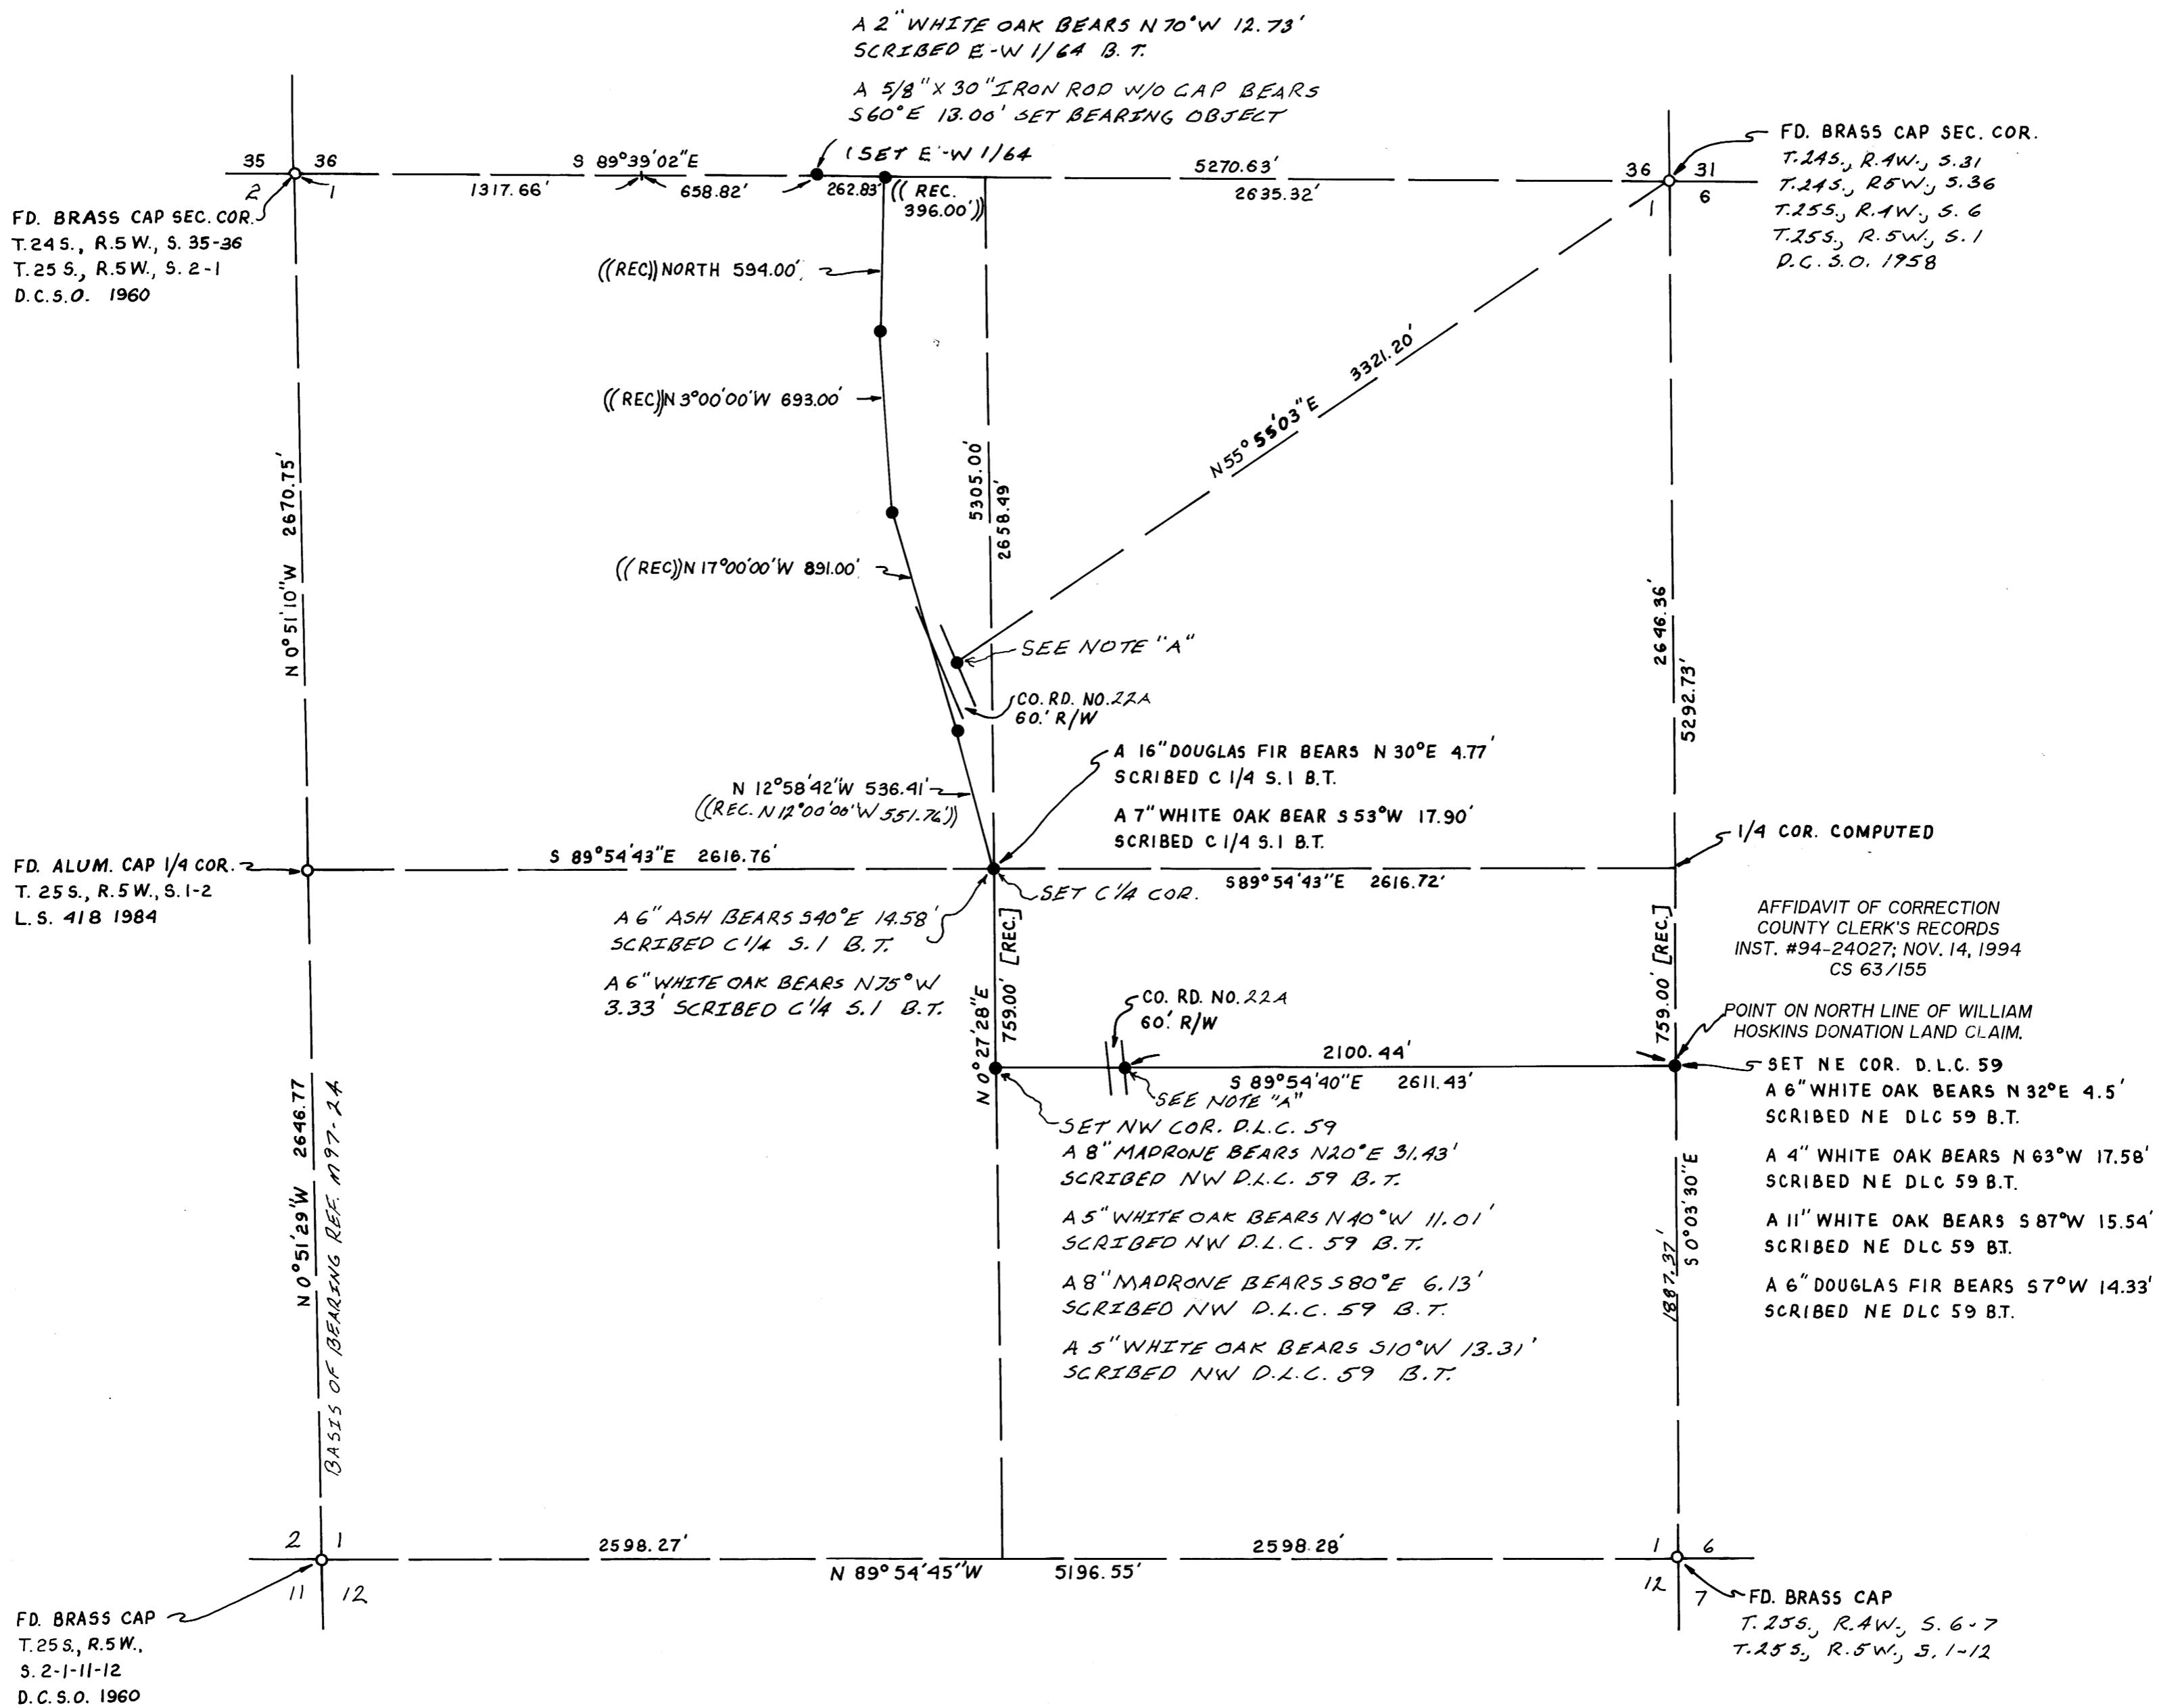 A 2" WHITE OAK BEARS N 70°W 12.73'
SCRIBED E-W 1/64 B.T.
A 5/8" X 30" IRON ROD W/O CAP BEARS
S60°E 13.00' SET BEARING OBJECT
(SET E-W 1/64
35 36
2 1
S 89°39'02"E
1317.66'
658.82'
262.83'
((REC.
396.00'))
5270.63'
2635.32'
36 31
1 6
FD. BRASS CAP SEC. COR.
T.24S., R.4W., S.31
T.24S., R5W., S.36
T.25S., R.4W., S. 6
T.25S., R.5W., S.1
D.C.S.O. 1958
FD. BRASS CAP SEC. COR.
T.24 S., R.5 W., S. 35-36
T.25 S., R.5W., S. 2-1
D.C.S.O. 1960
((REC)) NORTH 594.00'
((REC)) N 3°00'00"W 693.00'
((REC)) N 17°00'00"W 891.00'
N 0°51'10"W 2670.75'
5305.00'
2658.49'
N55°55'03"E
3321.20'
2646.36'
5292.73'
SEE NOTE "A"
CO. RD. NO. 22A
60.' R/W
N 12°58'42"W 536.41'
((REC. N 12°00'00"W 551.76'))
A 16" DOUGLAS FIR BEARS N 30°E 4.77'
SCRIBED C 1/4 S.1 B.T.
A 7" WHITE OAK BEAR S 53°W 17.90'
SCRIBED C 1/4 S.1 B.T.
1/4 COR. COMPUTED
FD. ALUM. CAP 1/4 COR.
T. 25 S., R.5 W., S.1-2
L.S. 418 1984
S 89°54'43"E 2616.76'
S89°54'43"E 2616.72'
SET C 1/4 COR.
A 6" ASH BEARS S40°E 14.58'
SCRIBED C 1/4 S.1 B.T.
A 6" WHITE OAK BEARS N75°W
3.33' SCRIBED C 1/4 S.1 B.T.
N 0°27'28"E
759.00' [REC.]
759.00' [REC.]
AFFIDAVIT OF CORRECTION
COUNTY CLERK'S RECORDS
INST. #94-24027; NOV. 14, 1994
CS 63/155
POINT ON NORTH LINE OF WILLIAM
HOSKINS DONATION LAND CLAIM.
CO. RD. NO. 22A
60.' R/W
2100.44'
S 89°54'40"E 2611.43'
SEE NOTE "A"
SET NW COR. D.L.C. 59
A 8" MADRONE BEARS N20°E 31.43'
SCRIBED NW D.L.C. 59 B.T.
A 5" WHITE OAK BEARS N40°W 11.01'
SCRIBED NW D.L.C. 59 B.T.
A 8" MADRONE BEARS S80°E 6.13'
SCRIBED NW D.L.C. 59 B.T.
A 5" WHITE OAK BEARS S10°W 13.31'
SCRIBED NW D.L.C. 59 B.T.
SET NE COR. D.L.C. 59
A 6" WHITE OAK BEARS N 32°E 4.5'
SCRIBED NE DLC 59 B.T.
A 4" WHITE OAK BEARS N 63°W 17.58'
SCRIBED NE DLC 59 B.T.
A 11" WHITE OAK BEARS S 87°W 15.54'
SCRIBED NE DLC 59 B.T.
A 6" DOUGLAS FIR BEARS S7°W 14.33'
SCRIBED NE DLC 59 B.T.
N 0°51'29"W 2646.77
BASIS OF BEARING REF. M97-24
1887.37'
S 0°03'30"E
2 1
11 12
2598.27'
2598.28'
N 89°54'45"W 5196.55'
1 6
12 7
FD. BRASS CAP
T.25 S., R.5 W.,
S. 2-1-11-12
D.C.S.O. 1960
FD. BRASS CAP
T.25S., R.4W., S. 6-7
T.25S., R.5W., S. 1-12